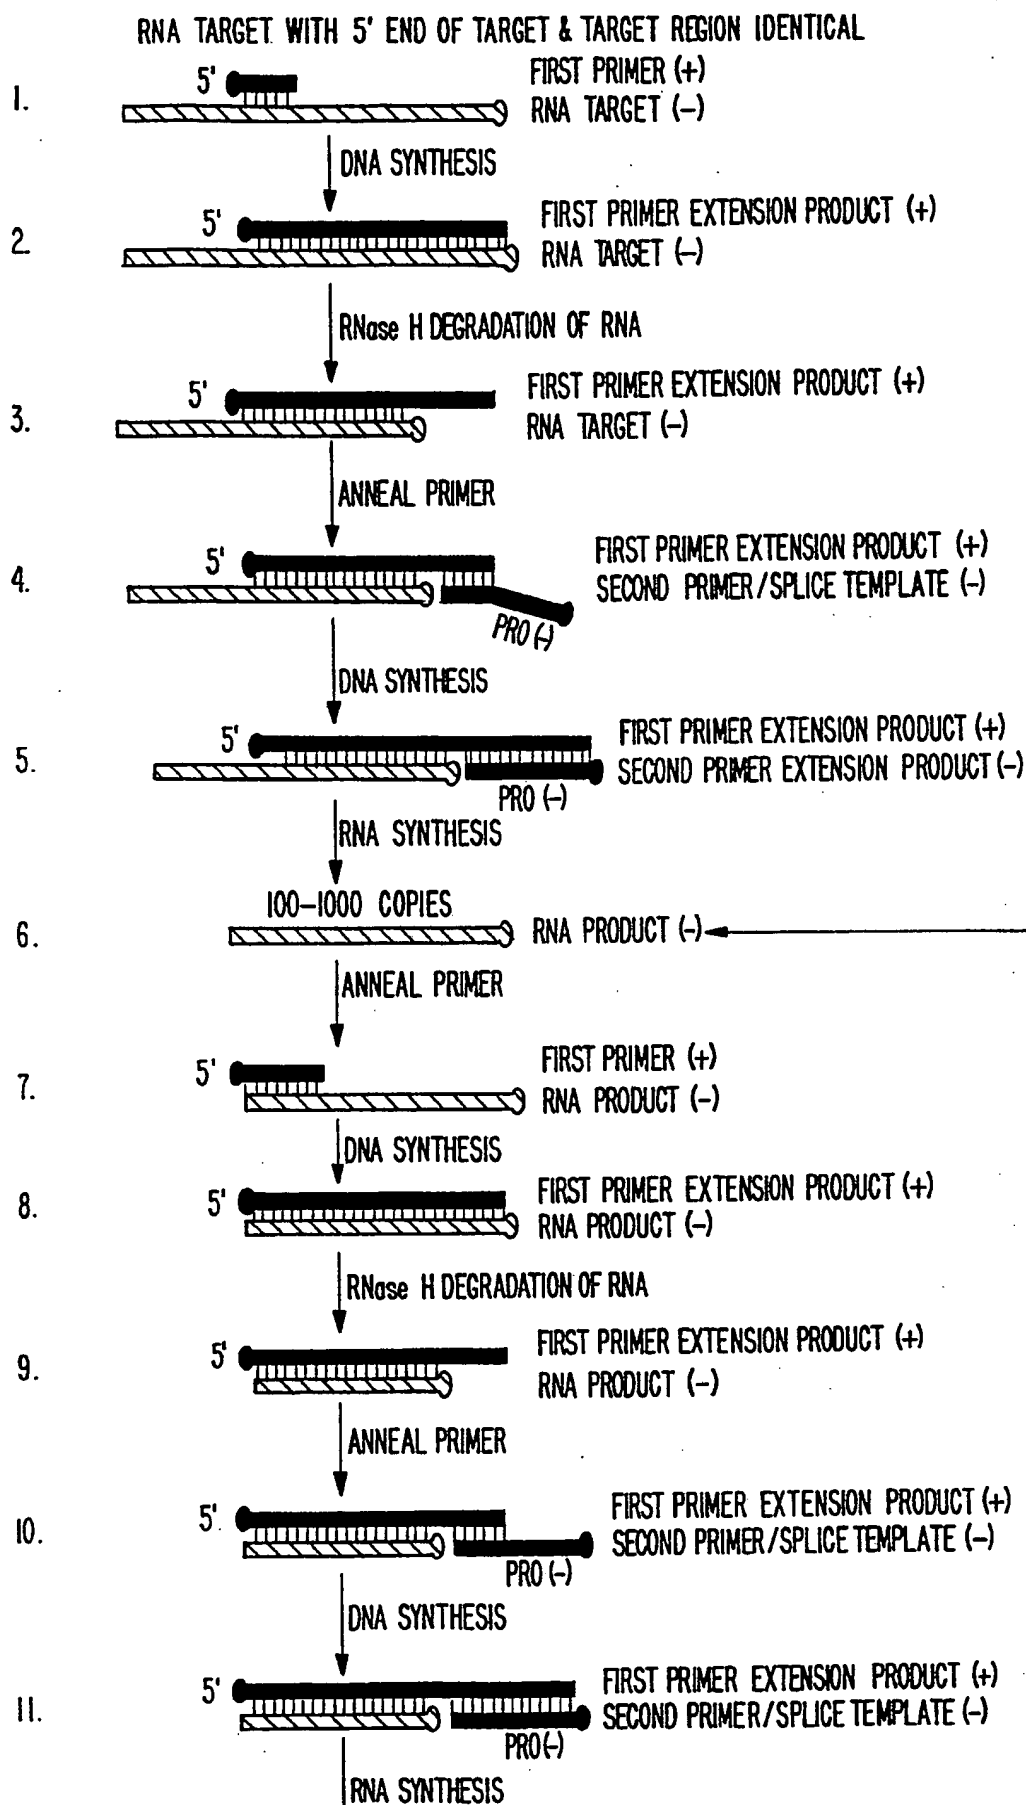 RNA TARGET WITH 5' END OF TARGET & TARGET REGION IDENTICAL
1.
5'
FIRST PRIMER (+)
RNA TARGET (-)
DNA SYNTHESIS
2.
5'
FIRST PRIMER EXTENSION PRODUCT (+)
RNA TARGET (-)
RNase H DEGRADATION OF RNA
3.
5'
FIRST PRIMER EXTENSION PRODUCT (+)
RNA TARGET (-)
ANNEAL PRIMER
4.
5'
FIRST PRIMER EXTENSION PRODUCT (+)
SECOND PRIMER/SPLICE TEMPLATE (-)
PRO (-)
DNA SYNTHESIS
5.
5'
FIRST PRIMER EXTENSION PRODUCT (+)
SECOND PRIMER EXTENSION PRODUCT (-)
PRO (-)
RNA SYNTHESIS
100-1000 COPIES
6.
RNA PRODUCT (-)
ANNEAL PRIMER
7.
5'
FIRST PRIMER (+)
RNA PRODUCT (-)
DNA SYNTHESIS
8.
5'
FIRST PRIMER EXTENSION PRODUCT (+)
RNA PRODUCT (-)
RNase H DEGRADATION OF RNA
9.
5'
FIRST PRIMER EXTENSION PRODUCT (+)
RNA PRODUCT (-)
ANNEAL PRIMER
10.
5'
FIRST PRIMER EXTENSION PRODUCT (+)
SECOND PRIMER/SPLICE TEMPLATE (-)
PRO (-)
DNA SYNTHESIS
11.
5'
FIRST PRIMER EXTENSION PRODUCT (+)
SECOND PRIMER/SPLICE TEMPLATE (-)
PRO (-)
RNA SYNTHESIS